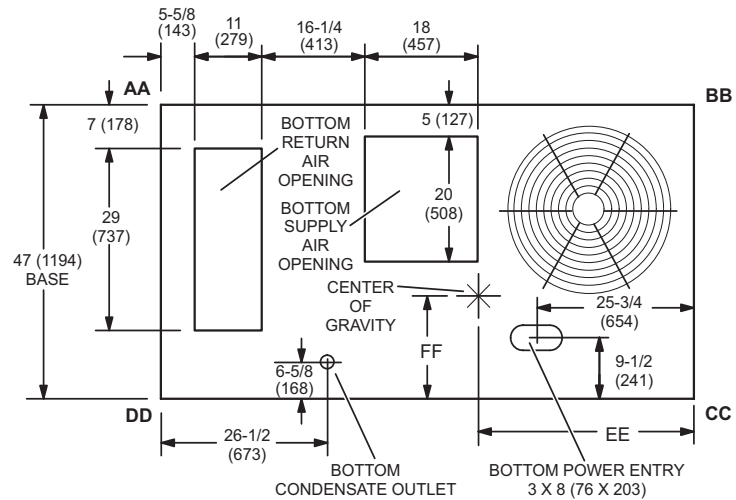 5-5/8
(143)
11
(279)
16-1/4
(413)
18
(457)
AA
BB
7 (178)
BOTTOM
RETURN
AIR
OPENING
5 (127)
29
(737)
20
(508)
BOTTOM
SUPPLY
AIR
OPENING
47 (1194)
BASE
CENTER
OF
GRAVITY
25-3/4
(654)
FF
6-5/8
(168)
9-1/2
(241)
DD
CC
26-1/2
(673)
EE
BOTTOM
CONDENSATE OUTLET
BOTTOM POWER ENTRY
3 X 8 (76 X 203)